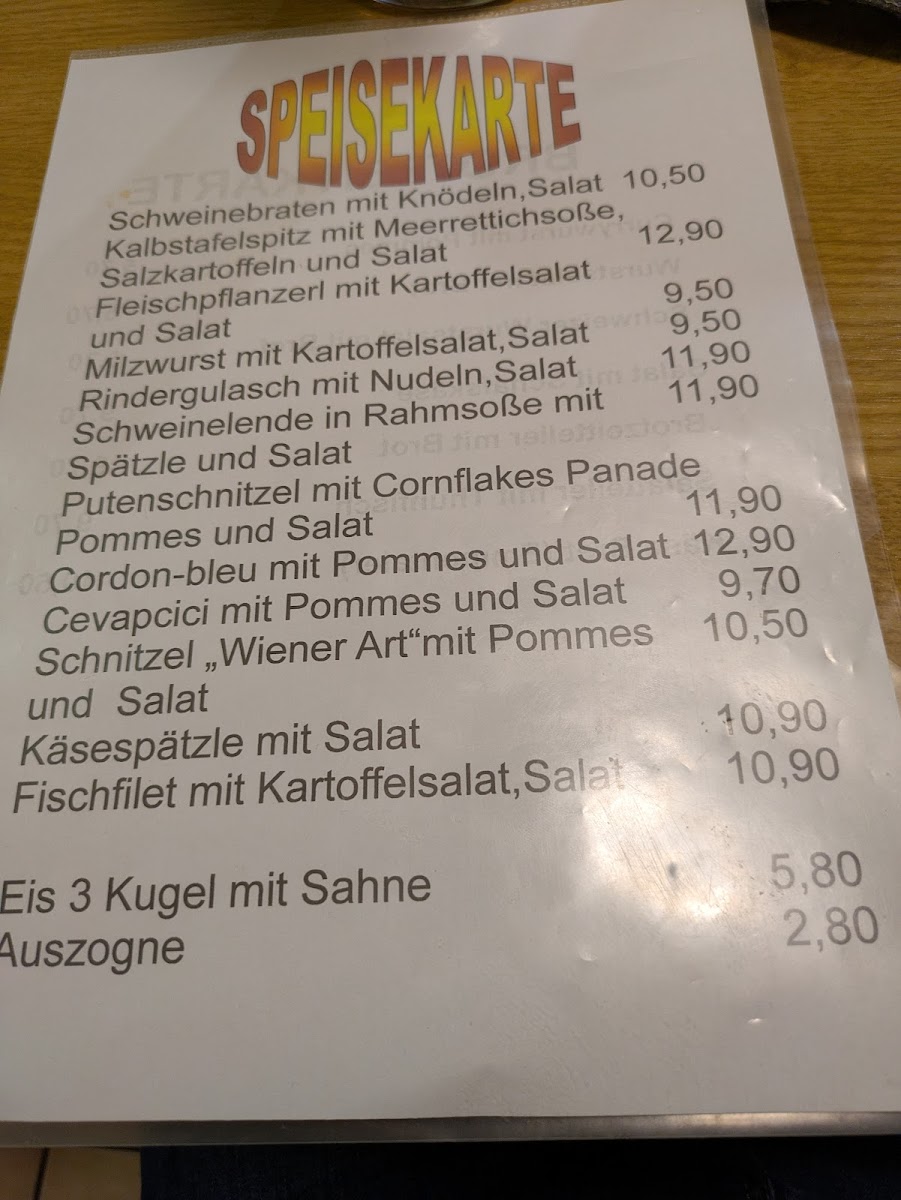 SPEISEKARTE
Schweinebraten mit Knödeln,Salat 10,50
Kalbstafelspitz mit Meerrettichsoße,
Salzkartoffeln und Salat 12,90
Fleischpflanzerl mit Kartoffelsalat
und Salat 9,50
Milzwurst mit Kartoffelsalat,Salat 9,50
Rindergulasch mit Nudeln,Salat 11,90
Schweinelende in Rahmsoße mit 11,90
Spätzle und Salat
Putenschnitzel mit Cornflakes Panade
Pommes und Salat 11,90
Cordon-bleu mit Pommes und Salat 12,90
Cevapcici mit Pommes und Salat 9,70
Schnitzel „Wiener Art“mit Pommes 10,50
und Salat
Käsespätzle mit Salat 10,90
Fischfilet mit Kartoffelsalat,Salat 10,90
Eis 3 Kugel mit Sahne 5,80
Auszogne 2,80